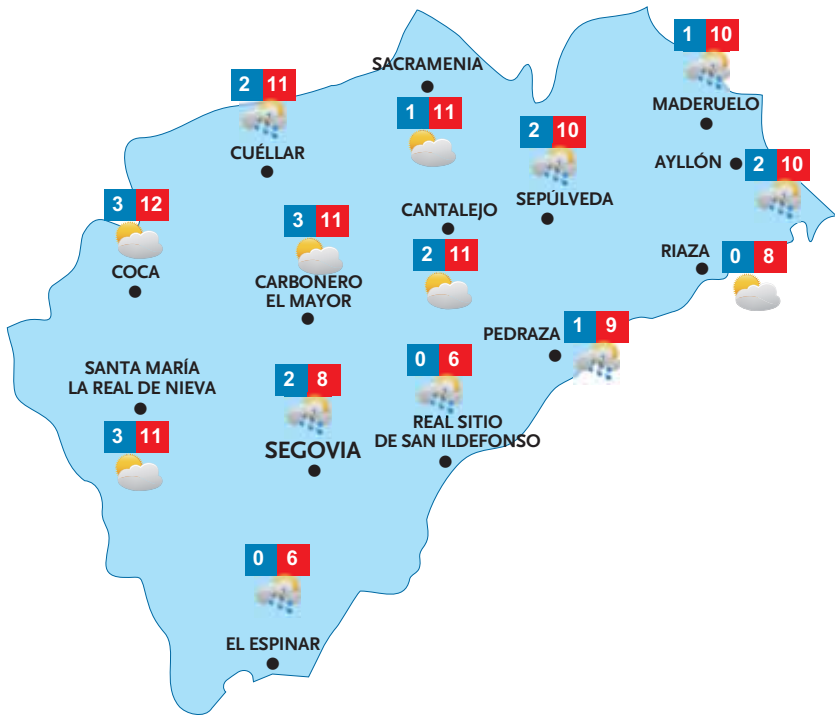 1 10
SACRAMENIA
2 11
MADERUELO
1 11
2 10
CUÉLLAR
AYLLÓN
2 10
3 12
SEPÚLVEDA
CANTALEJO
3 11
2 11
RIAZA
0 8
COCA
CARBONERO
EL MAYOR
1 9
PEDRAZA
0 6
SANTA MARÍA
LA REAL DE NIEVA
2 8
REAL SITIO
DE SAN ILDEFONSO
3 11
SEGOVIA
0 6
EL ESPINAR